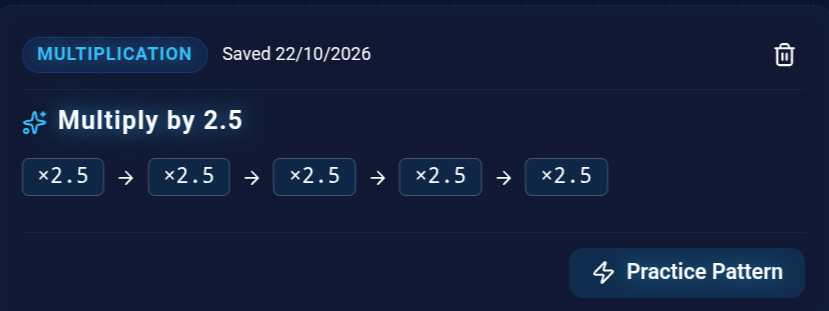 MULTIPLICATION Saved 22/10/2026
Multiply by 2.5
×2.5 → ×2.5 → ×2.5 → ×2.5 → ×2.5
Practice Pattern